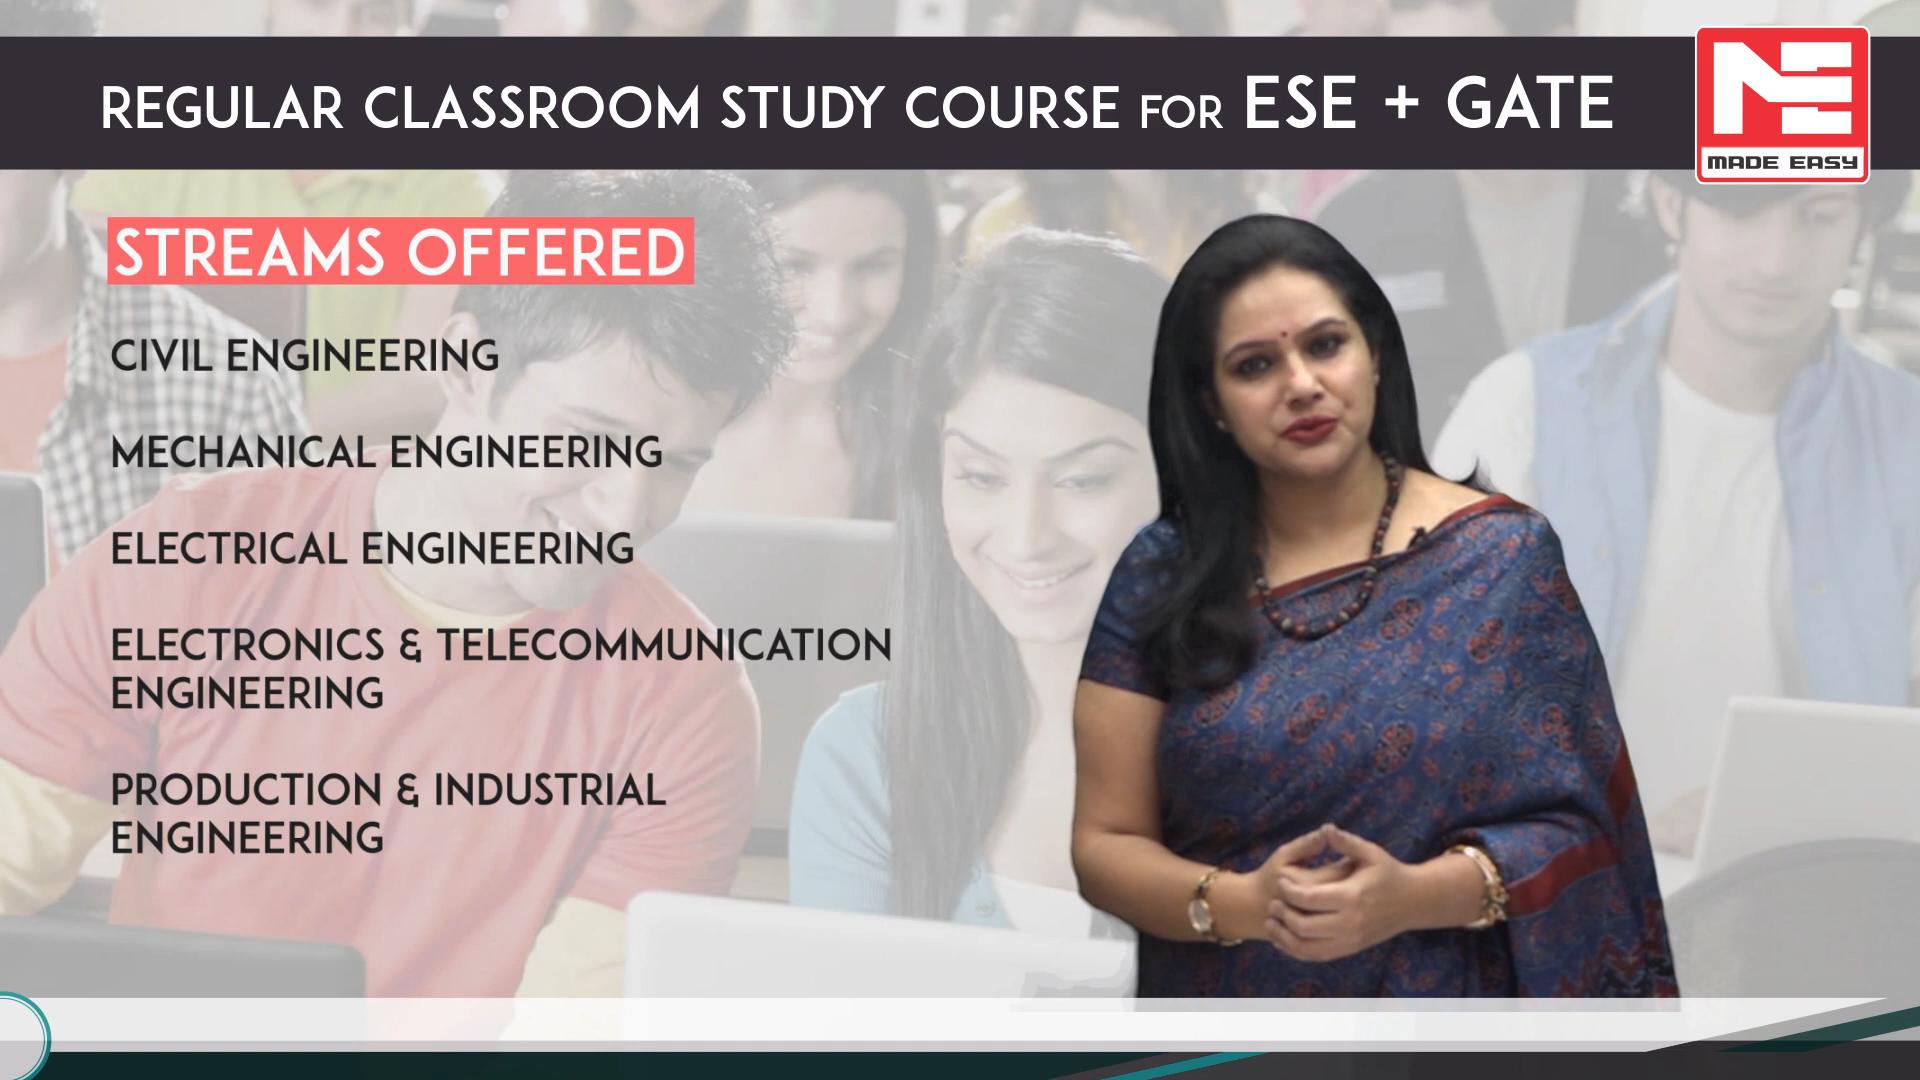 REGULAR CLASSROOM STUDY COURSE FOR ESE + GATE
MADE EASY
STREAMS OFFERED
CIVIL ENGINEERING
MECHANICAL ENGINEERING
ELECTRICAL ENGINEERING
ELECTRONICS & TELECOMMUNICATION
ENGINEERING
PRODUCTION & INDUSTRIAL
ENGINEERING